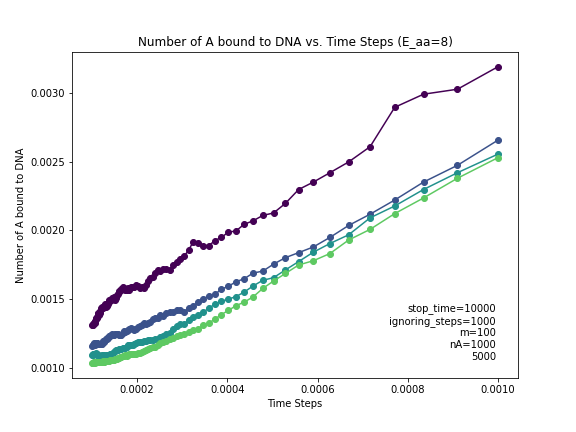 Number of A bound to DNA vs. Time Steps (E_aa=8)
Number of A bound to DNA
0.0030
0.0025
0.0020
0.0015
0.0010
stop_time=10000
ignoring_steps=1000
m=100
nA=1000
5000
0.0002
0.0004
0.0006
0.0008
0.0010
Time Steps